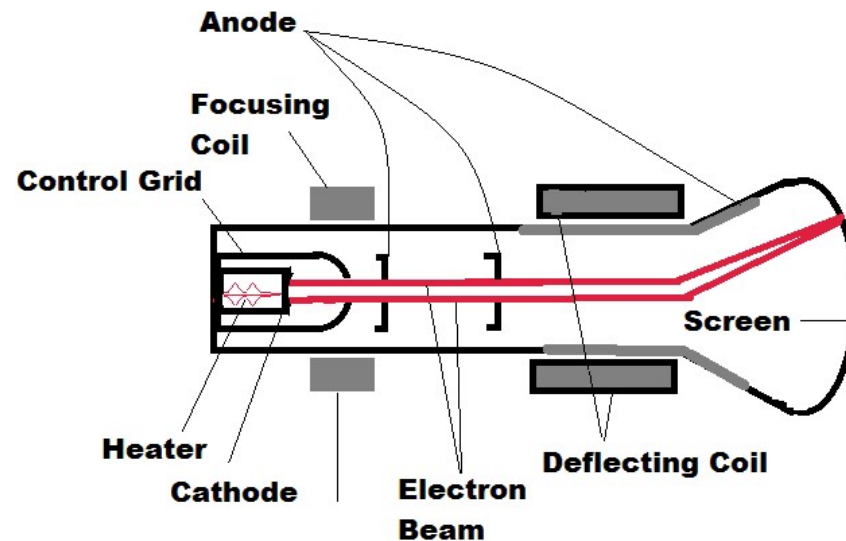 Anode
Focusing
Coil
Control Grid
Screen
Heater
Cathode
Electron
Beam
Deflecting Coil